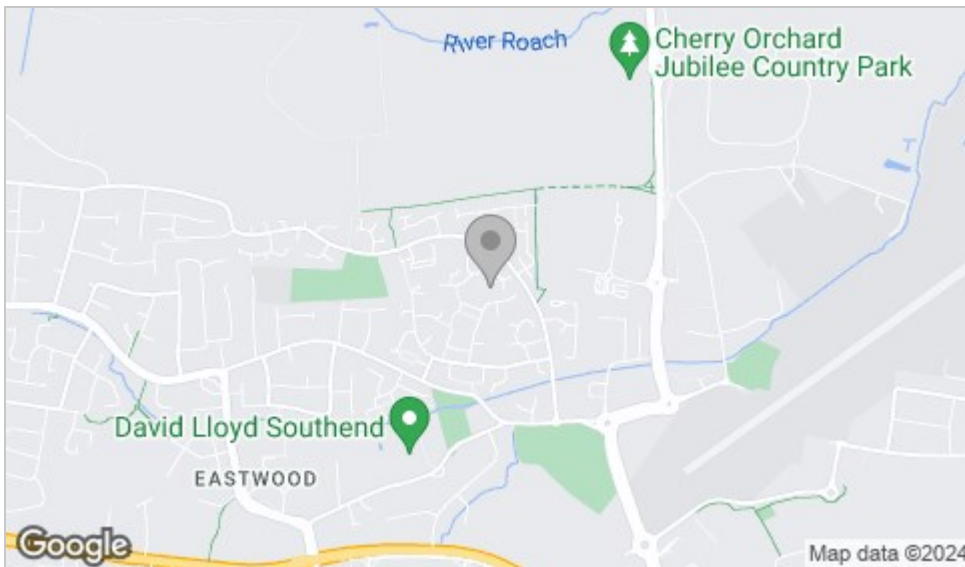 River Roach
Cherry Orchard
Jubilee Country Park
David Lloyd Southend
EASTWOOD
Google
Map data ©2024